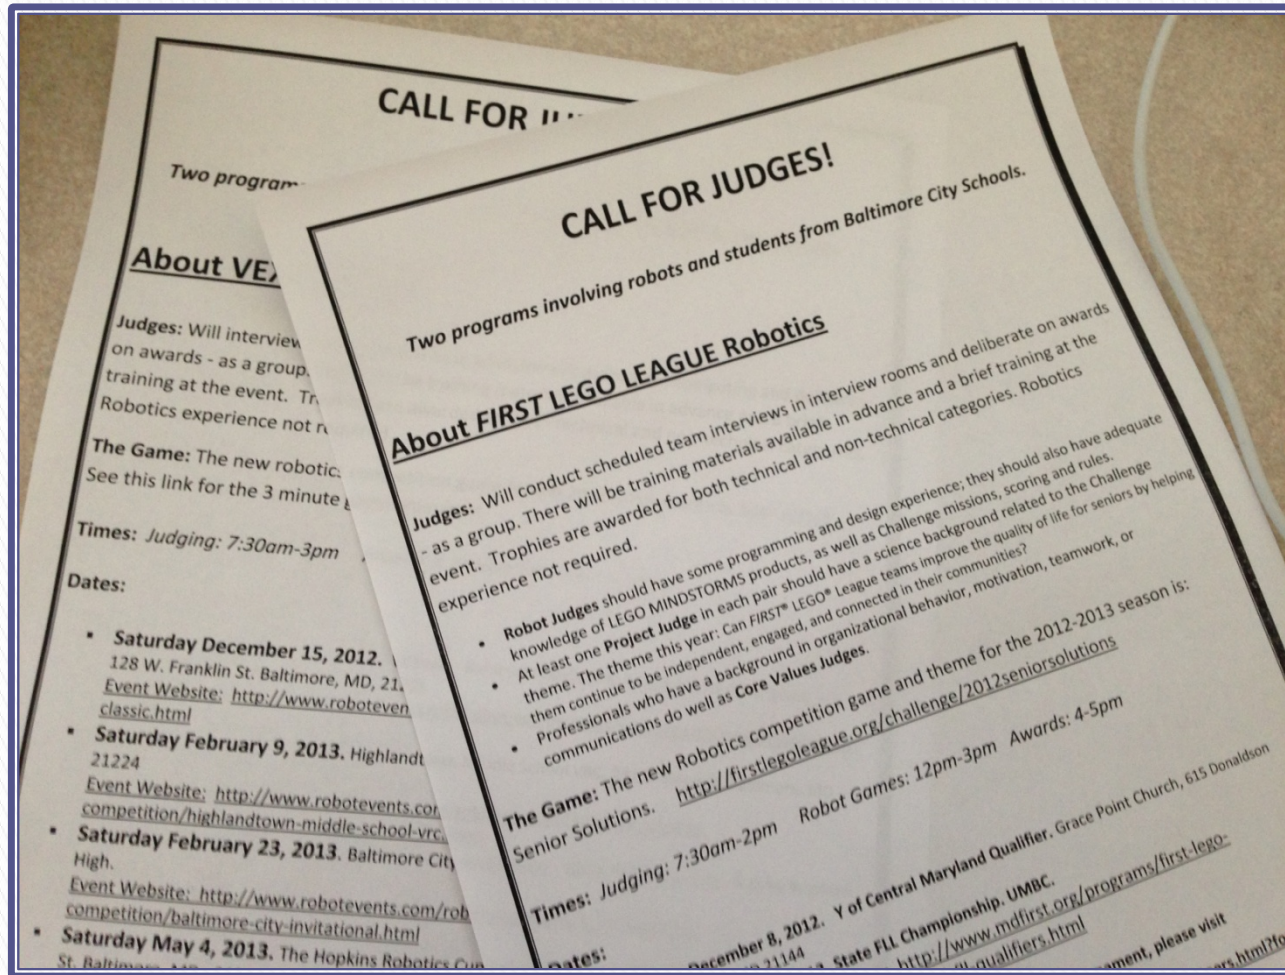 CALL FOR
Two program
About VEX
Judges: Will interview
on awards - as a group.
training at the event. Tr
Robotics experience not r
The Game: The new robotic
See this link for the 3 minute
Times: Judging: 7:30am-3pm
Dates:
▪ Saturday December 15, 2012.
128 W. Franklin St. Baltimore, MD, 21
Event Website: http://www.roboteven
classic.html
▪ Saturday February 9, 2013. Highlandt
21224
Event Website: http://www.robotevents.co
competition/highlandtown-middle-school-vrc.
▪ Saturday February 23, 2013. Baltimore City
High.
Event Website: http://www.robotevents.com/rob
competition/baltimore-city-invitational.html
▪ Saturday May 4, 2013. The Hopkins Robotics Cup
St. Baltimore,
CALL FOR JUDGES!
Two programs involving robots and students from Baltimore City Schools.
About FIRST LEGO LEAGUE Robotics
Judges: Will conduct scheduled team interviews in interview rooms and deliberate on awards
- as a group. There will be training materials available in advance and a brief training at the
event. Trophies are awarded for both technical and non-technical categories. Robotics
experience not required.
• Robot Judges should have some programming and design experience; they should also have adequate
knowledge of LEGO MINDSTORMS products, as well as Challenge missions, scoring and rules.
• At least one Project Judge in each pair should have a science background related to the Challenge
theme. The theme this year: Can FIRST® LEGO® League teams improve the quality of life for seniors by helping
them continue to be independent, engaged, and connected in their communities?
• Professionals who have a background in organizational behavior, motivation, teamwork, or
communications do well as Core Values Judges.
The Game: The new Robotics competition game and theme for the 2012-2013 season is:
Senior Solutions. http://firstlegoleague.org/challenge/2012seniorsolutions
Times: Judging: 7:30am-2pm Robot Games: 12pm-3pm Awards: 4-5pm
Dates:
December 8, 2012. Y of Central Maryland Qualifier. Grace Point Church, 615 Donaldson
21144
State FLL Championship. UMBC.
http://www.mdfirst.org/programs/first-lego-
qualifiers.html
please visit